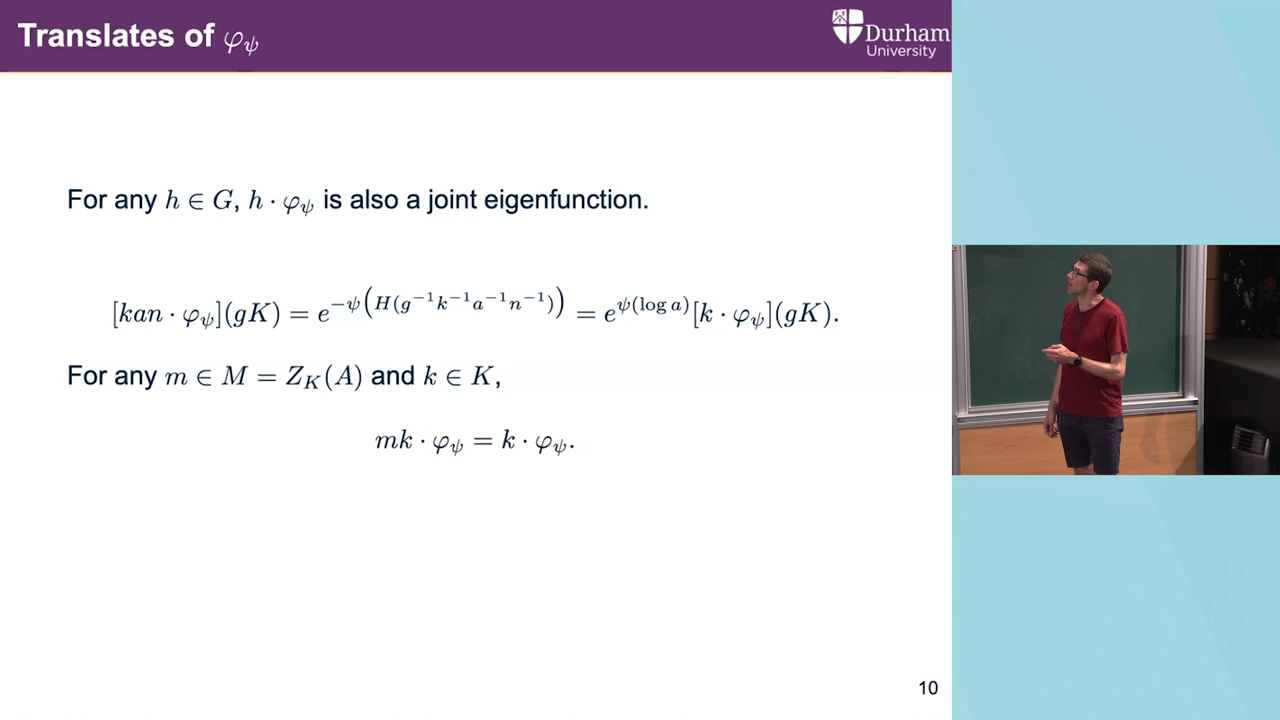 Translates of φ_ψ
Durham
University
For any h ∈ G, h · φ_ψ is also a joint eigenfunction.
[kan · φ_ψ](gK) = e^{−ψ(H(g^{−1}k^{−1}a^{−1}n^{−1}))} = e^{ψ(log a)}[k · φ_ψ](gK).
For any m ∈ M = Z_K(A) and k ∈ K,
mk · φ_ψ = k · φ_ψ.
10